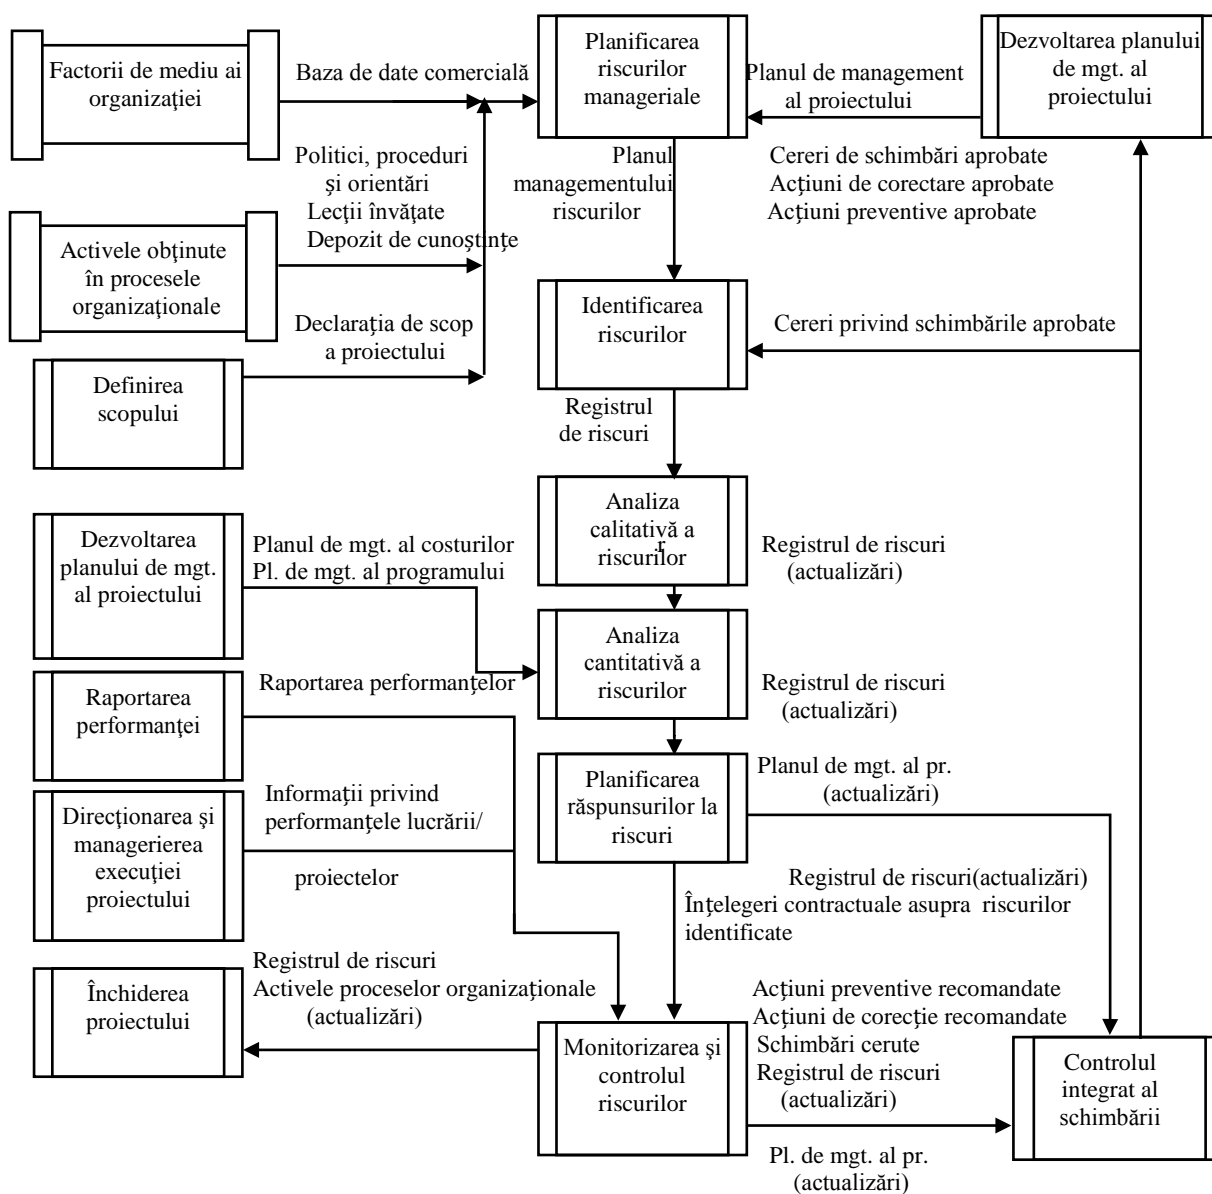 Factorii de mediu ai
organizaţiei
Baza de date comercială
Planificarea
riscurilor
manageriale
Planul de management
al proiectului
Dezvoltarea planului
de mgt. al
proiectului
Politici, proceduri
şi orientări
Lecţii învăţate
Depozit de cunoştinţe
Planul
managementului
riscurilor
Cereri de schimbări aprobate
Acţiuni de corectare aprobate
Acţiuni preventive aprobate
Activele obţinute
în procesele
organizaţionale
Declaraţia de scop
a proiectului
Identificarea
riscurilor
Cereri privind schimbările aprobate
Definirea
scopului
Registrul
de riscuri
Analiza
calitativă a
r
riscurilor
Registrul de riscuri
(actualizări)
Dezvoltarea
planului de mgt.
al proiectului
Planul de mgt. al costurilor
Pl. de mgt. al programului
Analiza
cantitativă a
riscurilor
Registrul de riscuri
(actualizări)
Raportarea
performanţei
Raportarea performanţelor
Planificarea
răspunsurilor la
riscuri
Planul de mgt. al pr.
(actualizări)
Direcţionarea şi
managerierea
execuţiei
proiectului
Informaţii privind
performanţele lucrării/
proiectelor
Registrul de riscuri(actualizări)
Înţelegeri contractuale asupra riscurilor
identificate
Închiderea
proiectului
Registrul de riscuri
Activele proceselor organizaţionale
(actualizări)
Monitorizarea şi
controlul
riscurilor
Acţiuni preventive recomandate
Acţiuni de corecţie recomandate
Schimbări cerute
Registrul de riscuri
(actualizări)
Pl. de mgt. al pr.
(actualizări)
Controlul
integrat al
schimbării